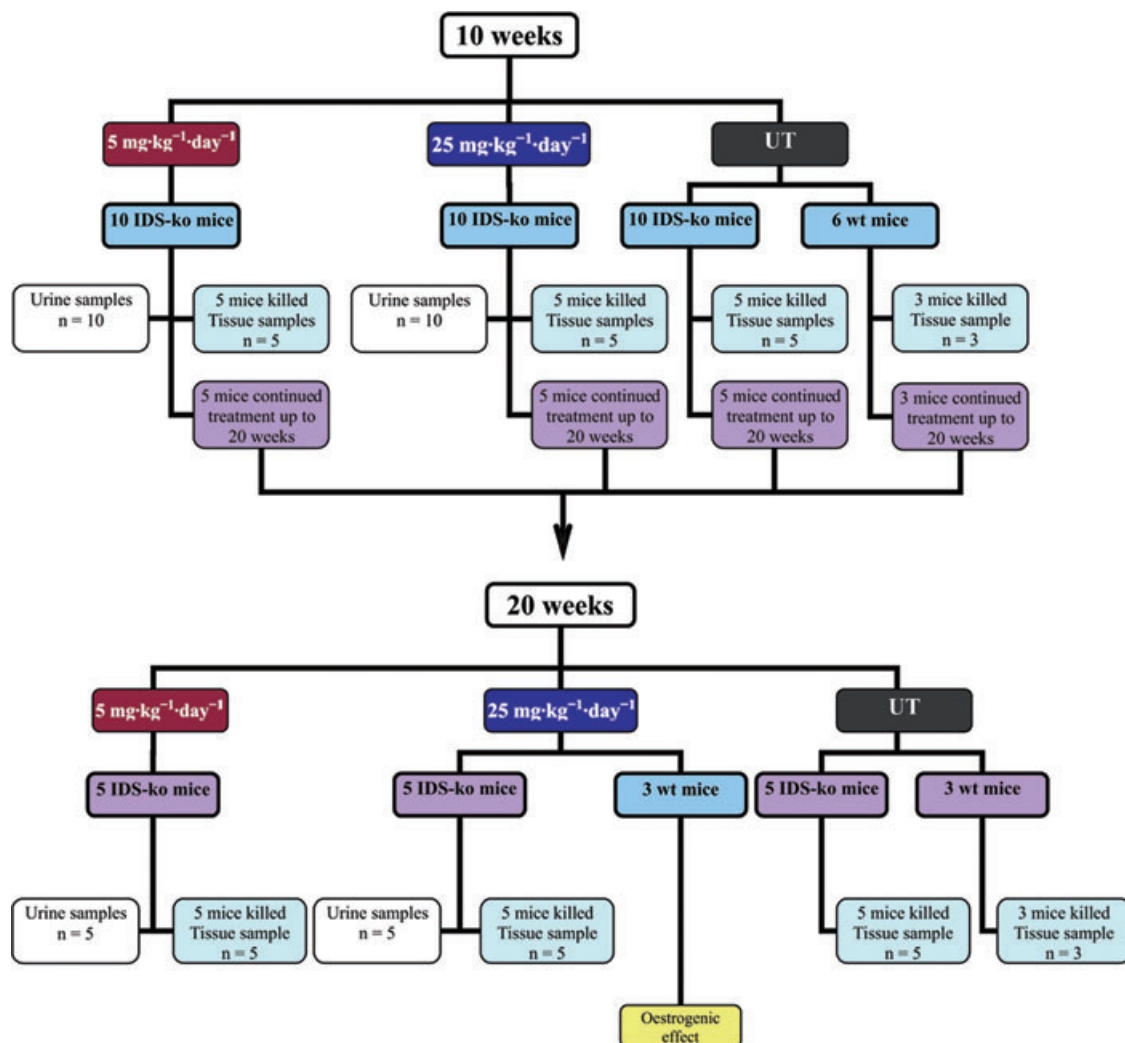 10 weeks
5 mg·kg⁻¹·day⁻¹
25 mg·kg⁻¹·day⁻¹
UT
10 IDS-ko mice
10 IDS-ko mice
10 IDS-ko mice
6 wt mice
Urine samples
n = 10
5 mice killed
Tissue samples
n = 5
Urine samples
n = 10
5 mice killed
Tissue samples
n = 5
5 mice killed
Tissue samples
n = 5
3 mice killed
Tissue sample
n = 3
5 mice continued
treatment up to
20 weeks
5 mice continued
treatment up to
20 weeks
5 mice continued
treatment up to
20 weeks
3 mice continued
treatment up to
20 weeks
20 weeks
5 mg·kg⁻¹·day⁻¹
25 mg·kg⁻¹·day⁻¹
UT
5 IDS-ko mice
5 IDS-ko mice
3 wt mice
5 IDS-ko mice
3 wt mice
Urine samples
n = 5
5 mice killed
Tissue sample
n = 5
Urine samples
n = 5
5 mice killed
Tissue sample
n = 5
5 mice killed
Tissue sample
n = 5
3 mice killed
Tissue sample
n = 3
Oestrogenic
effect